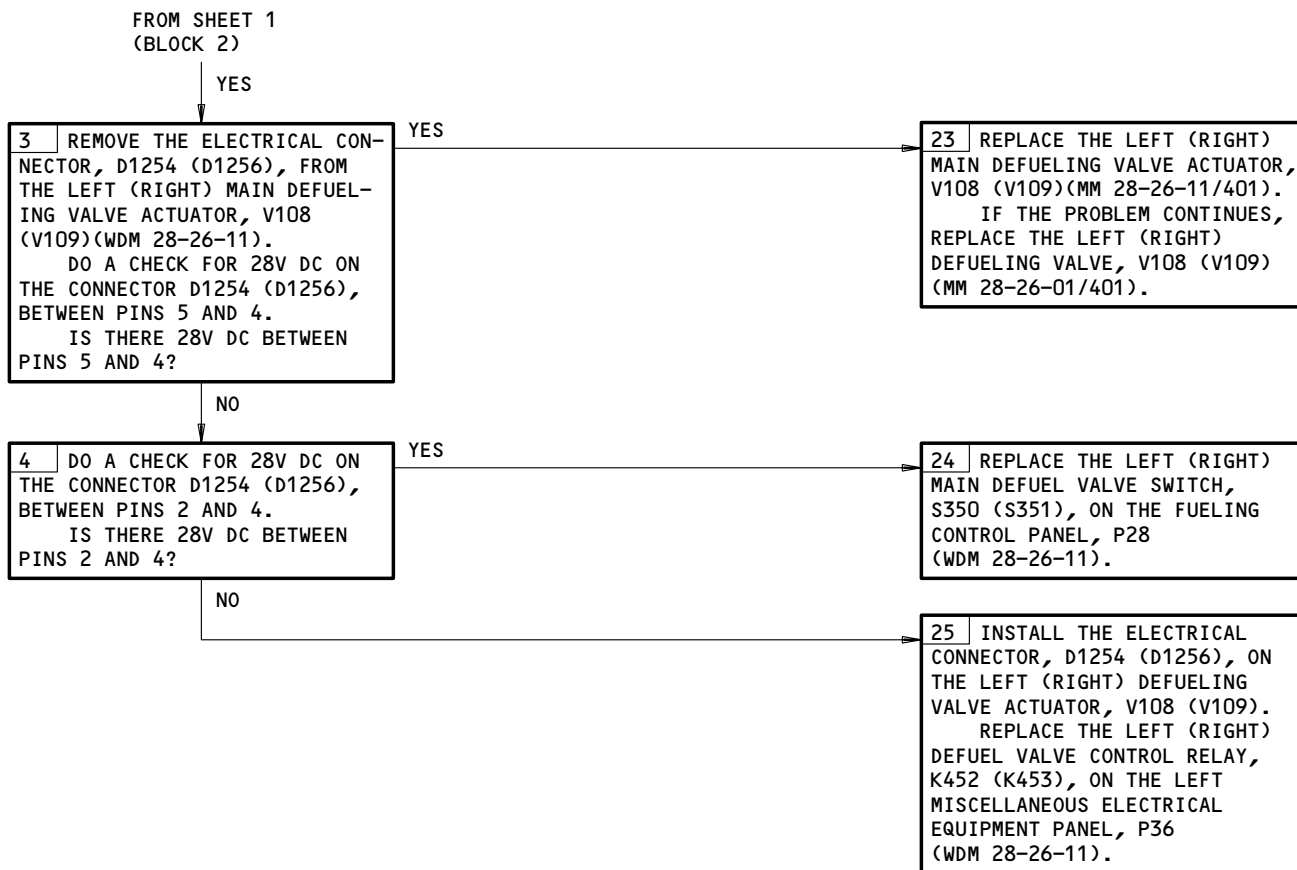 FROM SHEET 1
(BLOCK 2)
YES
3 REMOVE THE ELECTRICAL CON-
NECTOR, D1254 (D1256), FROM
THE LEFT (RIGHT) MAIN DEFUEL-
ING VALVE ACTUATOR, V108
(V109)(WDM 28-26-11).
DO A CHECK FOR 28V DC ON
THE CONNECTOR D1254 (D1256),
BETWEEN PINS 5 AND 4.
IS THERE 28V DC BETWEEN
PINS 5 AND 4?
YES
23 REPLACE THE LEFT (RIGHT)
MAIN DEFUELING VALVE ACTUATOR,
V108 (V109)(MM 28-26-11/401).
IF THE PROBLEM CONTINUES,
REPLACE THE LEFT (RIGHT)
DEFUELING VALVE, V108 (V109)
(MM 28-26-01/401).
NO
4 DO A CHECK FOR 28V DC ON
THE CONNECTOR D1254 (D1256),
BETWEEN PINS 2 AND 4.
IS THERE 28V DC BETWEEN
PINS 2 AND 4?
YES
24 REPLACE THE LEFT (RIGHT)
MAIN DEFUEL VALVE SWITCH,
S350 (S351), ON THE FUELING
CONTROL PANEL, P28
(WDM 28-26-11).
NO
25 INSTALL THE ELECTRICAL
CONNECTOR, D1254 (D1256), ON
THE LEFT (RIGHT) DEFUELING
VALVE ACTUATOR, V108 (V109).
REPLACE THE LEFT (RIGHT)
DEFUEL VALVE CONTROL RELAY,
K452 (K453), ON THE LEFT
MISCELLANEOUS ELECTRICAL
EQUIPMENT PANEL, P36
(WDM 28-26-11).